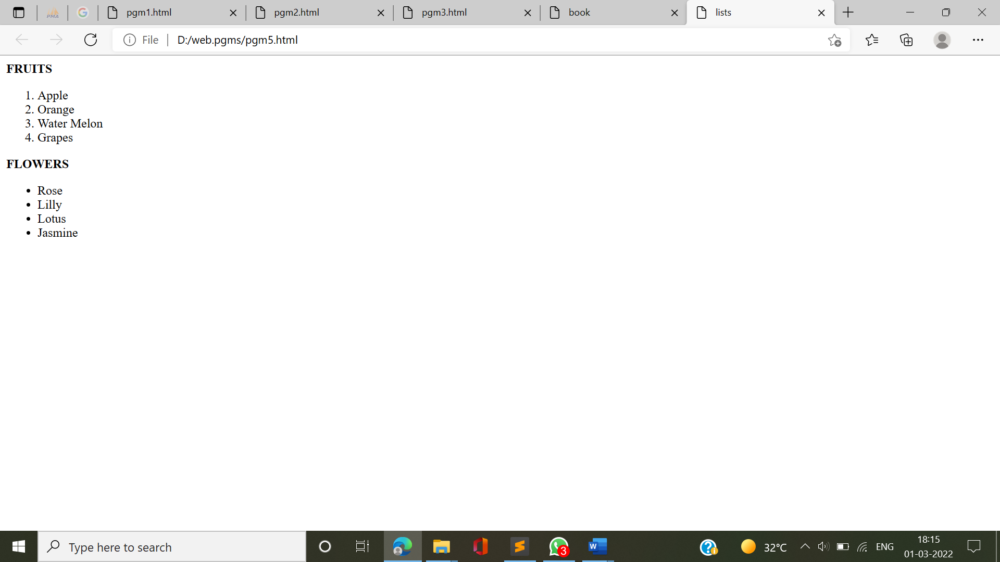 PMA
pgm1.html
pgm2.html
pgm3.html
book
lists
File
D:/web.pgms/pgm5.html
FRUITS
1. Apple
2. Orange
3. Water Melon
4. Grapes
FLOWERS
• Rose
• Lilly
• Lotus
• Jasmine
Type here to search
W
3
32°C
ENG
18:15
01-03-2022